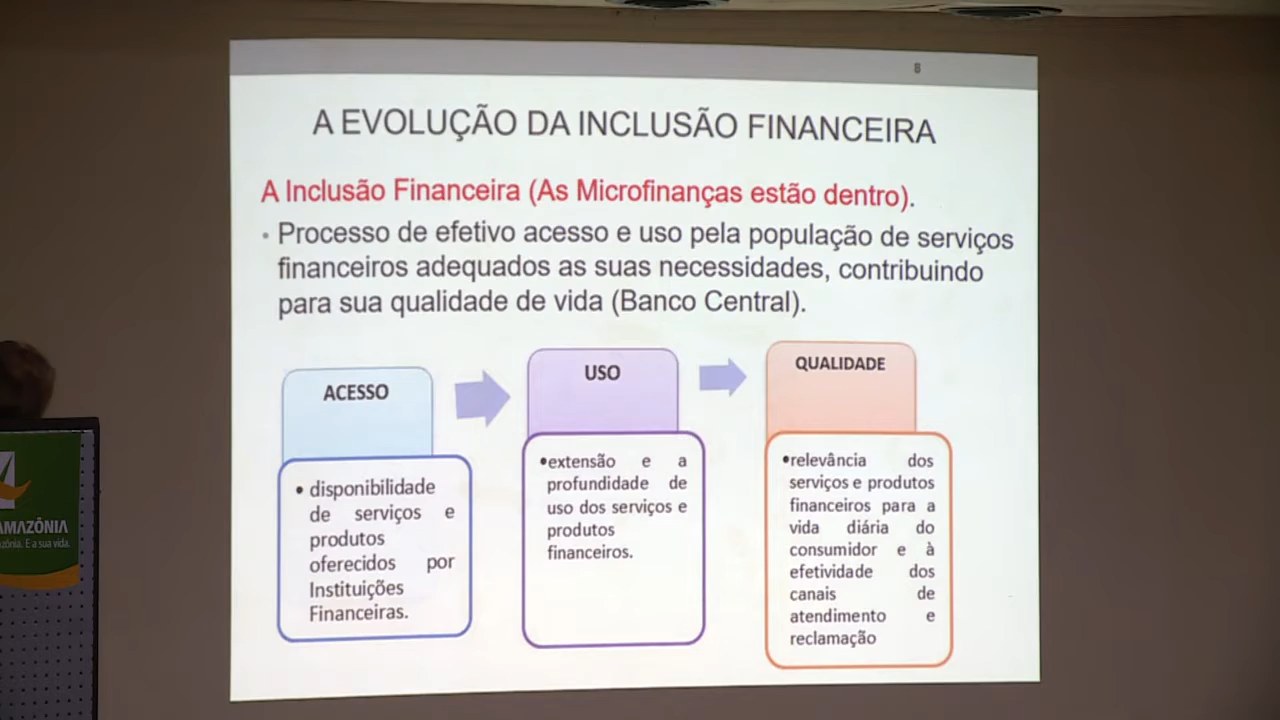 8
A EVOLUÇÃO DA INCLUSÃO FINANCEIRA
A Inclusão Financeira (As Microfinanças estão dentro).
• Processo de efetivo acesso e uso pela população de serviços
financeiros adequados as suas necessidades, contribuindo
para sua qualidade de vida (Banco Central).
ACESSO
• disponibilidade
de serviços e
produtos
oferecidos por
Instituições
Financeiras.
USO
•extensão e a
profundidade de
uso dos serviços e
produtos
financeiros.
QUALIDADE
•relevância dos
serviços e produtos
financeiros para a
vida diária do
consumidor e à
efetividade dos
canais de
atendimento e
reclamação
AMAZÔNIA
zônia. E a sua vida.